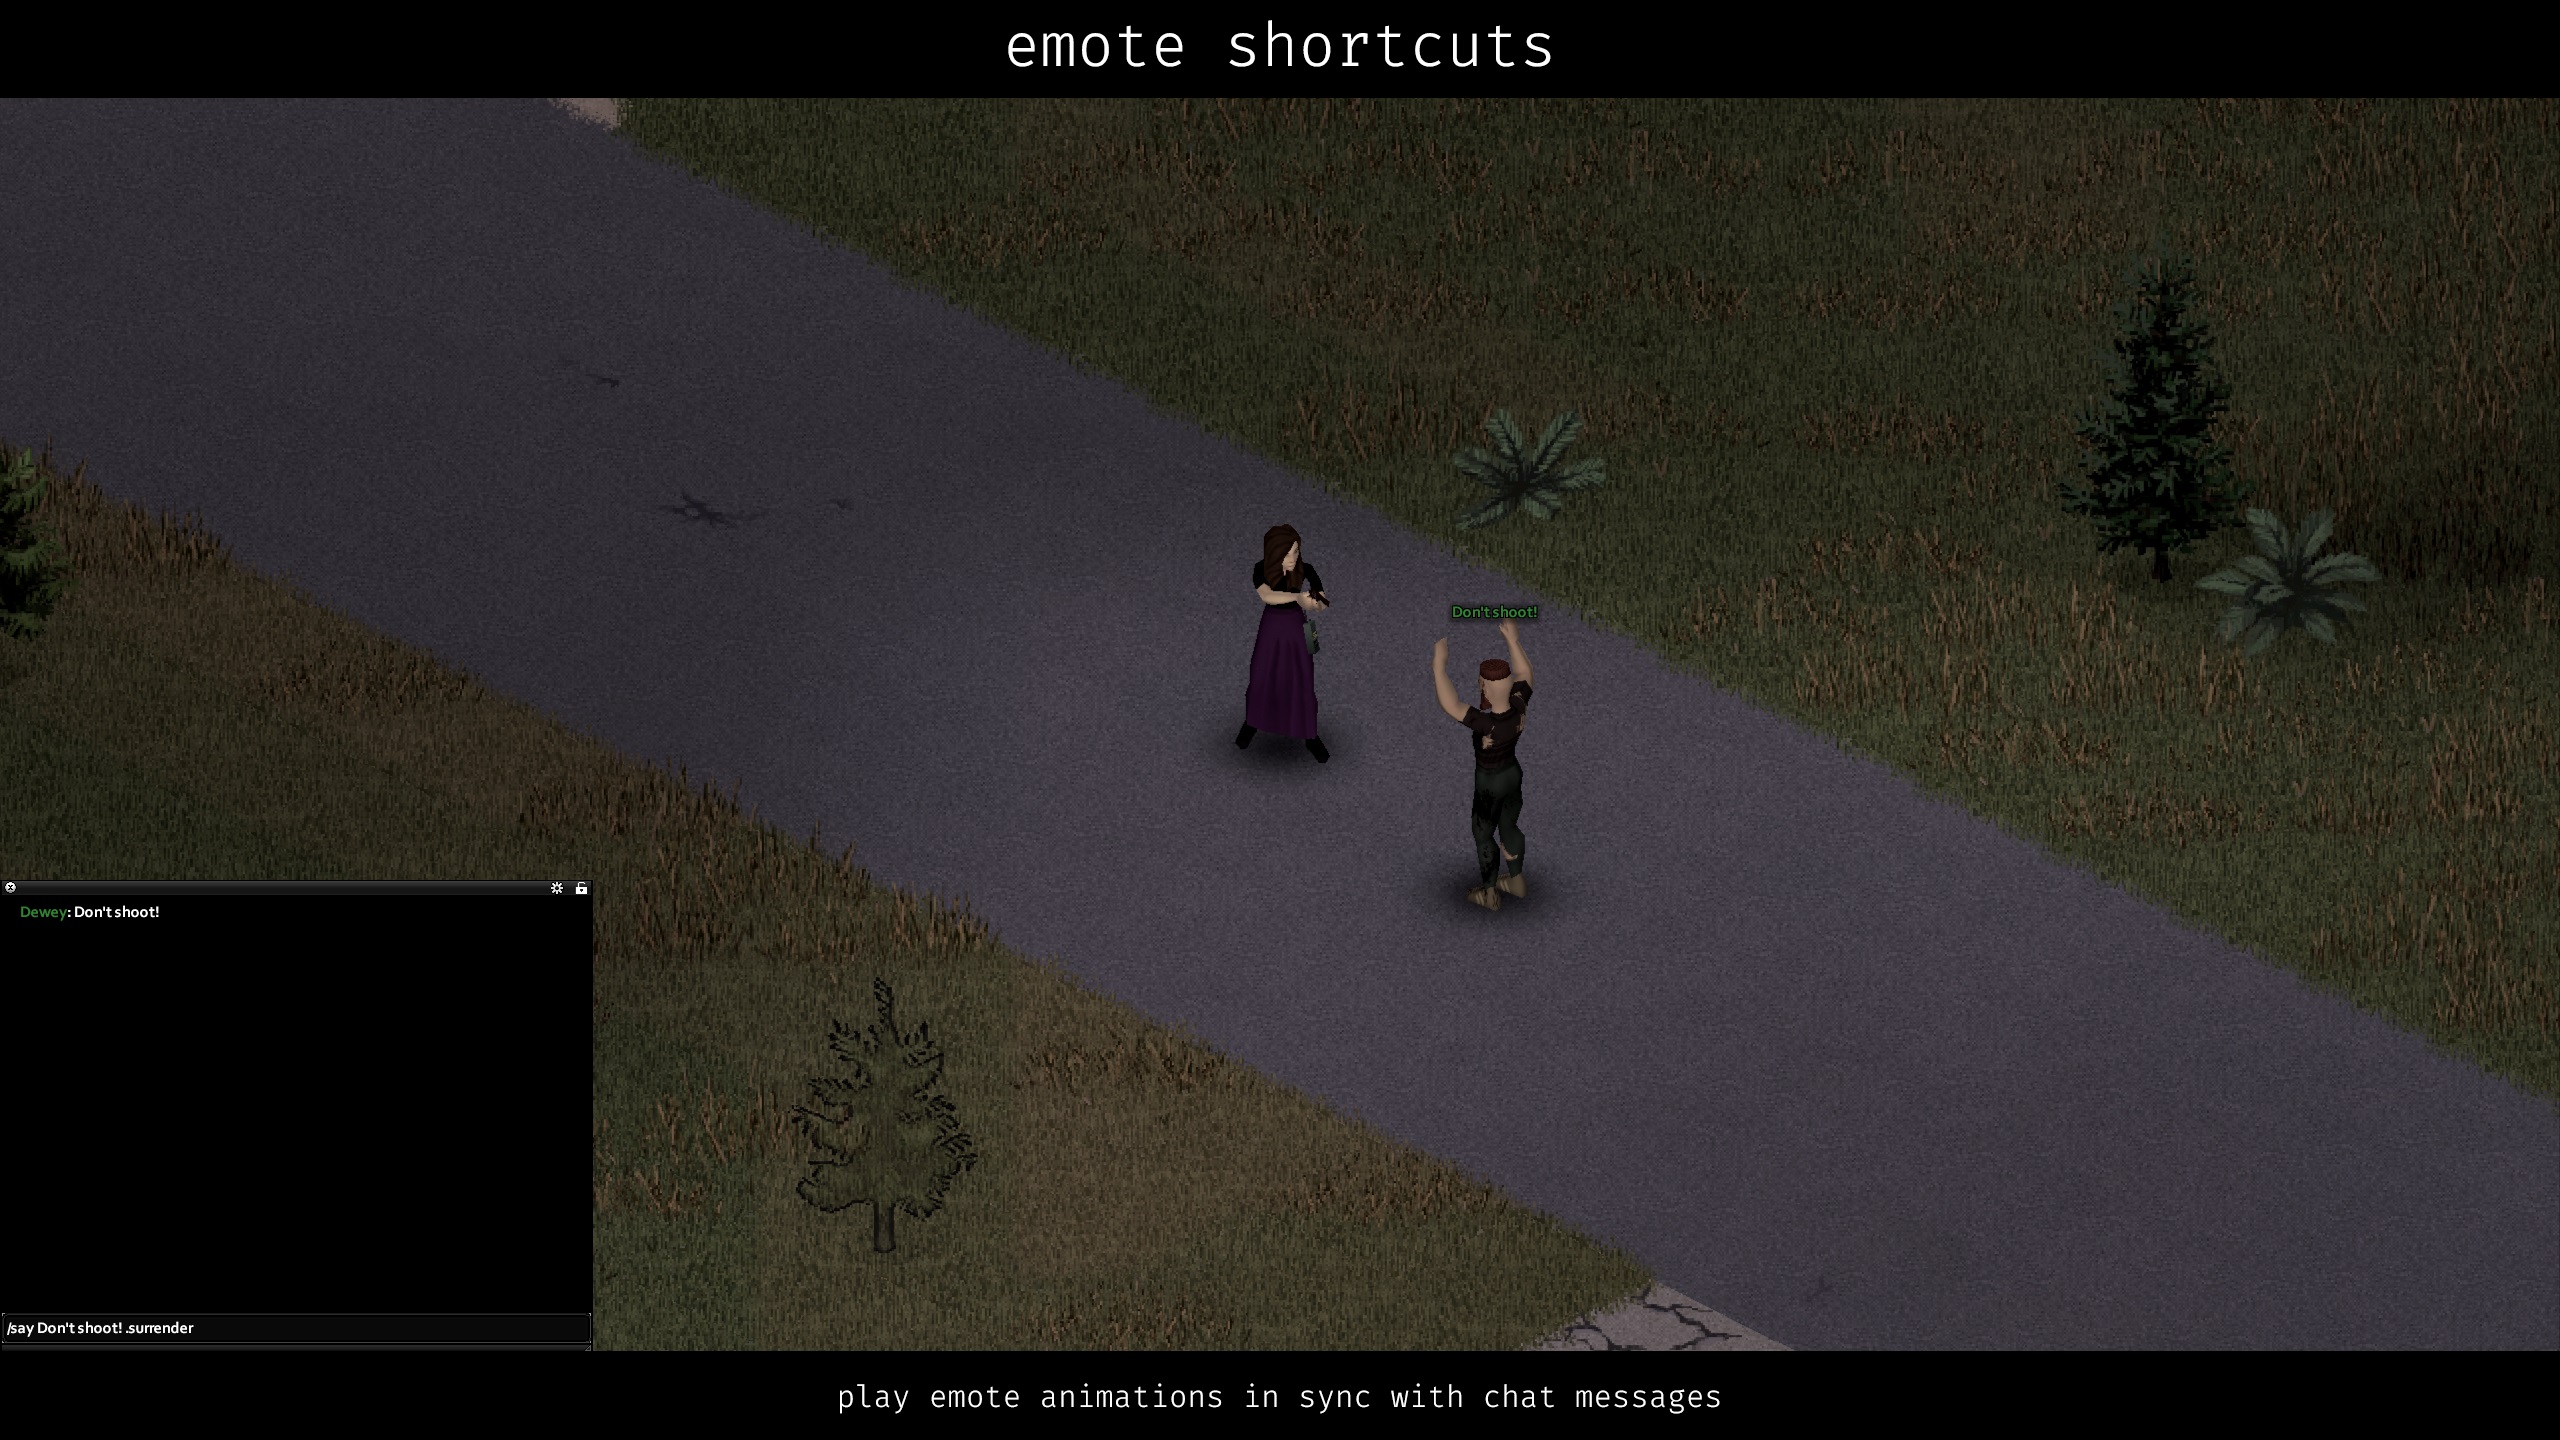 emote shortcuts
Don't shoot!
Dewey: Don't shoot!
/say Don't shoot! .surrender
play emote animations in sync with chat messages